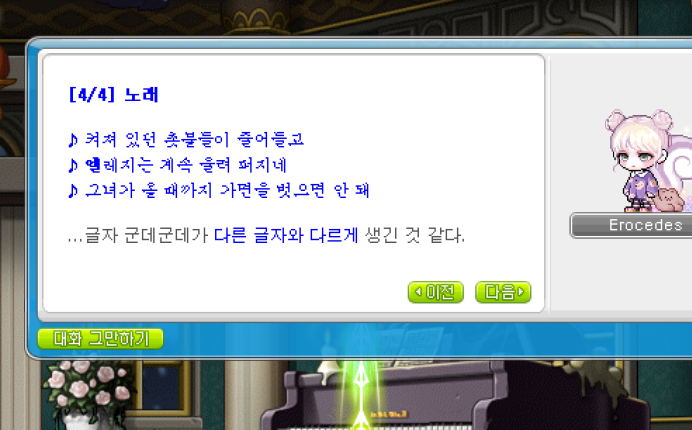 [4/4] 노래
♪ 켜져 있던 촛불들이 줄어들고
♪ 엘레지는 계속 울려 퍼지네
♪ 그녀가 올 때까지 가면을 벗으면 안 돼
...글자 군데군데가 다른 글자와 다르게 생긴 것 같다.
Erocedes
이전 다음
대화 그만하기